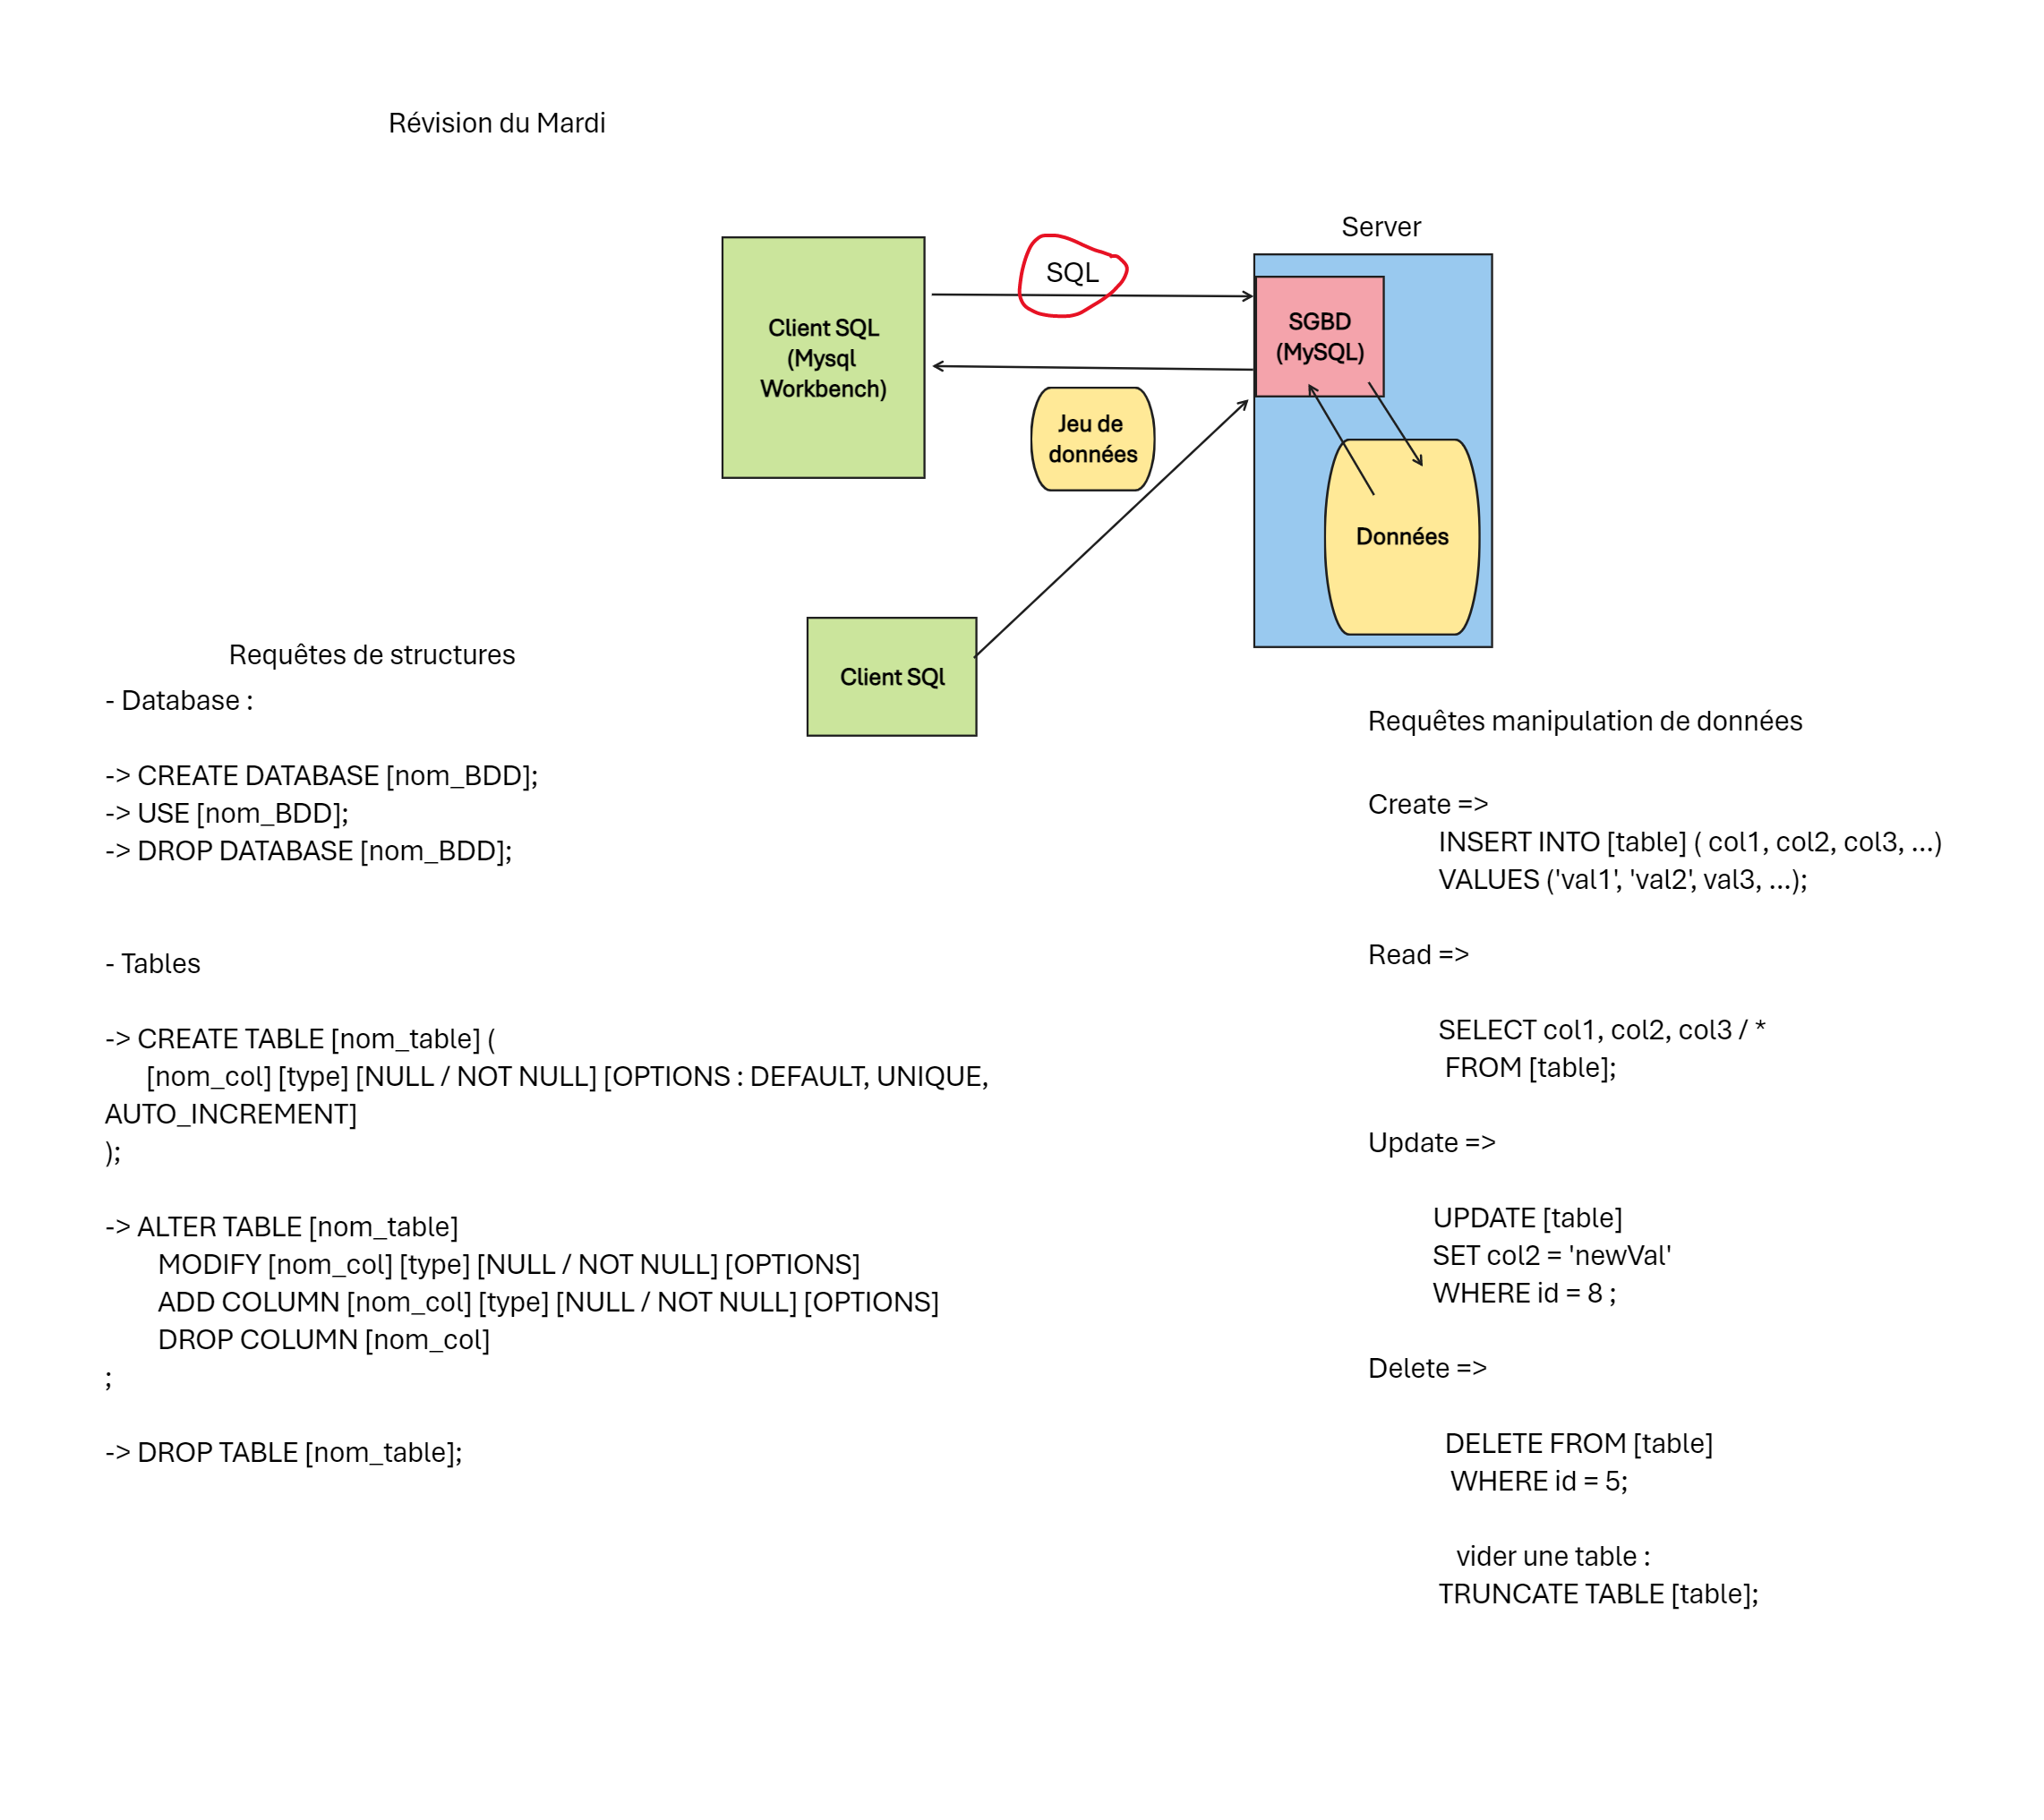 Révision du Mardi
Server
SQL
SGBD
(MySQL)
Client SQL
(Mysql
Workbench)
Jeu de
données
Données
Client SQl
Requêtes de structures
- Database :
-> CREATE DATABASE [nom_BDD];
-> USE [nom_BDD];
-> DROP DATABASE [nom_BDD];
- Tables
-> CREATE TABLE [nom_table] (
[nom_col] [type] [NULL / NOT NULL] [OPTIONS : DEFAULT, UNIQUE,
AUTO_INCREMENT]
);
-> ALTER TABLE [nom_table]
MODIFY [nom_col] [type] [NULL / NOT NULL] [OPTIONS]
ADD COLUMN [nom_col] [type] [NULL / NOT NULL] [OPTIONS]
DROP COLUMN [nom_col]
;
-> DROP TABLE [nom_table];
Requêtes manipulation de données
Create =>
INSERT INTO [table] ( col1, col2, col3, ...)
VALUES ('val1', 'val2', val3, ...);
Read =>
SELECT col1, col2, col3 / *
FROM [table];
Update =>
UPDATE [table]
SET col2 = 'newVal'
WHERE id = 8 ;
Delete =>
DELETE FROM [table]
WHERE id = 5;
vider une table :
TRUNCATE TABLE [table];